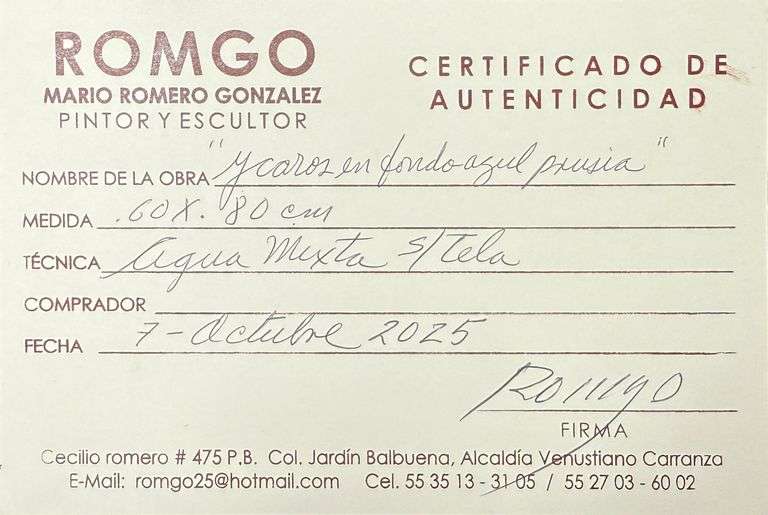 ROMGO
MARIO ROMERO GONZALEZ
PINTOR Y ESCULTOR
CERTIFICADO DE
AUTENTICIDAD
NOMBRE DE LA OBRA "Ycaros en fondo azul prusia"
MEDIDA .60 X .80 cm
TÉCNICA Agua Mixta s/Tela
COMPRADOR
FECHA 7 - Octubre 2025
Romgo
FIRMA
Cecilio romero # 475 P.B. Col. Jardín Balbuena, Alcaldía Venustiano Carranza
E-Mail: romgo25@hotmail.com Cel. 55 35 13 - 31 05 / 55 27 03 - 60 02